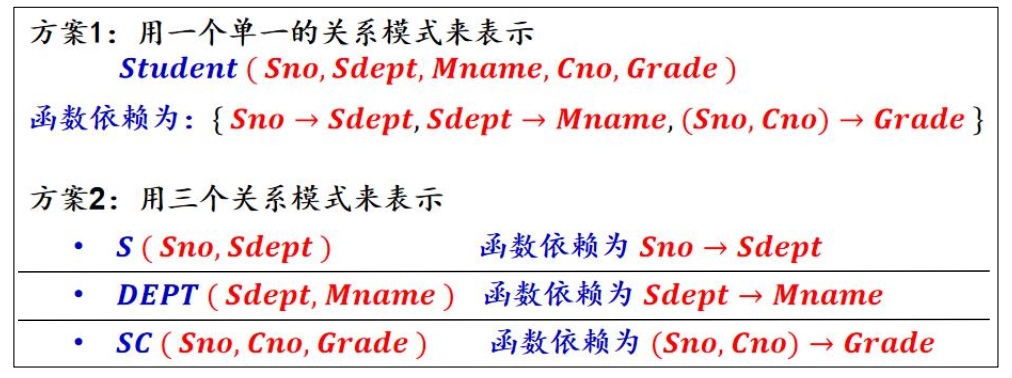 方案1：用一个单一的关系模式来表示
Student ( Sno, Sdept, Mname, Cno, Grade )
函数依赖为：{ Sno → Sdept, Sdept → Mname, (Sno, Cno) → Grade }
方案2：用三个关系模式来表示
• S ( Sno, Sdept ) 函数依赖为 Sno → Sdept
• DEPT ( Sdept, Mname ) 函数依赖为 Sdept → Mname
• SC ( Sno, Cno, Grade ) 函数依赖为 (Sno, Cno) → Grade